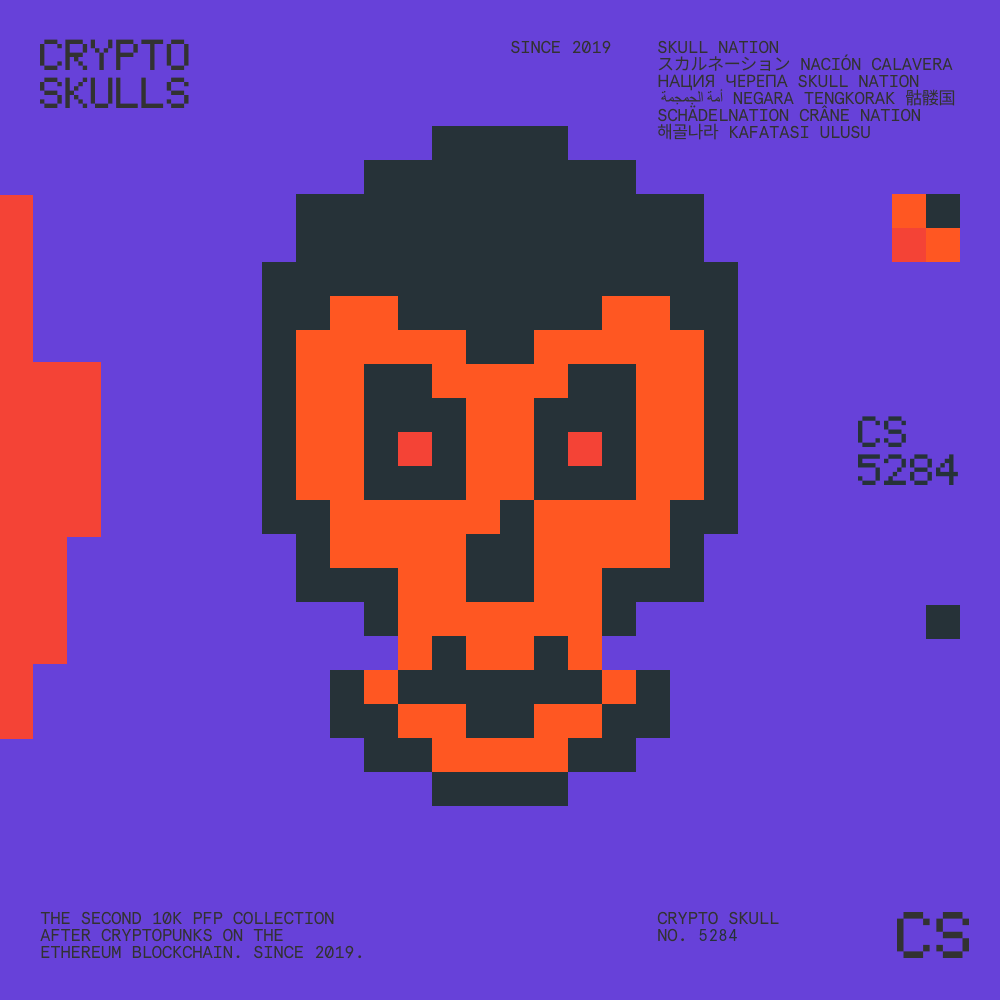 CRYPTO
SKULLS
SINCE 2019
SKULL NATION
スカルネーション NACIÓN CALAVERA
НАЦИЯ ЧЕРЕПА SKULL NATION
أمة الجمجمة NEGARA TENGKORAK 骷髅国
SCHÄDELNATION CRÂNE NATION
해골나라 KAFATASI ULUSU
CS
5284
THE SECOND 10K PFP COLLECTION
AFTER CRYPTOPUNKS ON THE
ETHEREUM BLOCKCHAIN. SINCE 2019.
CRYPTO SKULL
NO. 5284
CS